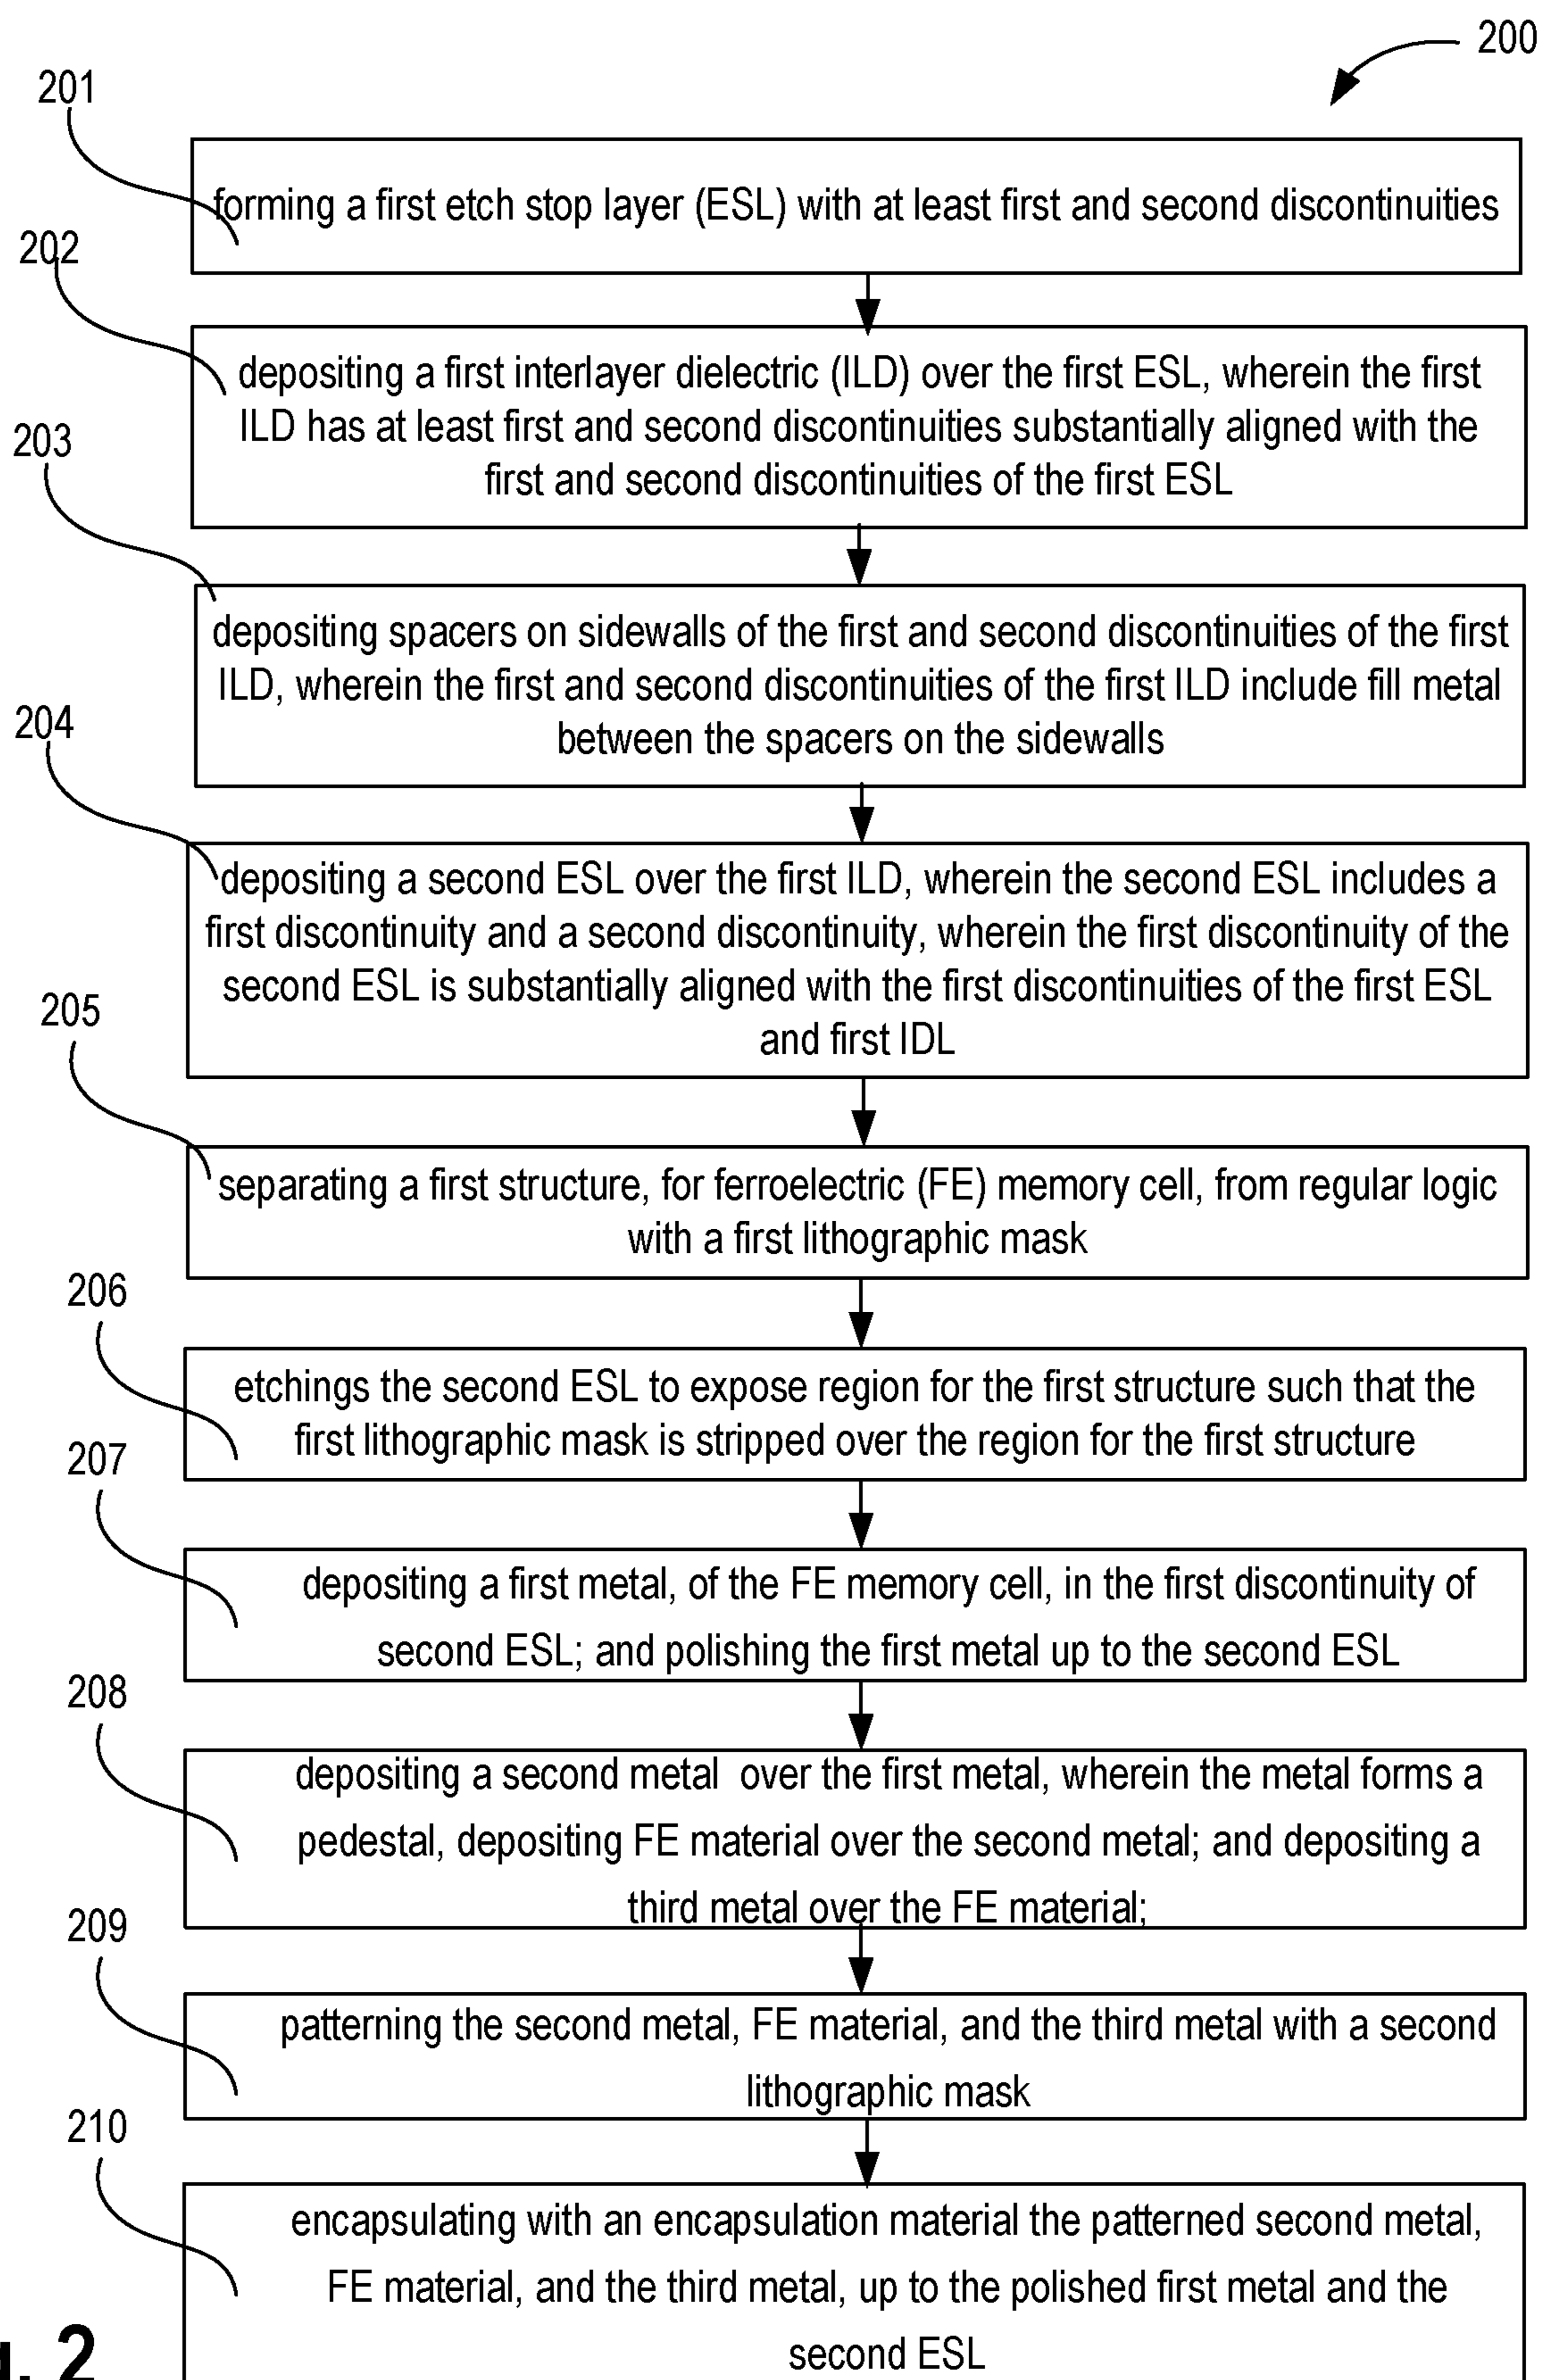 200
201
forming a first etch stop layer (ESL) with at least first and second discontinuities
202
depositing a first interlayer dielectric (ILD) over the first ESL, wherein the first
ILD has at least first and second discontinuities substantially aligned with the
first and second discontinuities of the first ESL
203
depositing spacers on sidewalls of the first and second discontinuities of the first
ILD, wherein the first and second discontinuities of the first ILD include fill metal
between the spacers on the sidewalls
204
depositing a second ESL over the first ILD, wherein the second ESL includes a
first discontinuity and a second discontinuity, wherein the first discontinuity of the
second ESL is substantially aligned with the first discontinuities of the first ESL
and first IDL
205
separating a first structure, for ferroelectric (FE) memory cell, from regular logic
with a first lithographic mask
206
etchings the second ESL to expose region for the first structure such that the
first lithographic mask is stripped over the region for the first structure
207
depositing a first metal, of the FE memory cell, in the first discontinuity of
second ESL; and polishing the first metal up to the second ESL
208
depositing a second metal over the first metal, wherein the metal forms a
pedestal, depositing FE material over the second metal; and depositing a
third metal over the FE material;
209
patterning the second metal, FE material, and the third metal with a second
lithographic mask
210
encapsulating with an encapsulation material the patterned second metal,
FE material, and the third metal, up to the polished first metal and the
second ESL
2